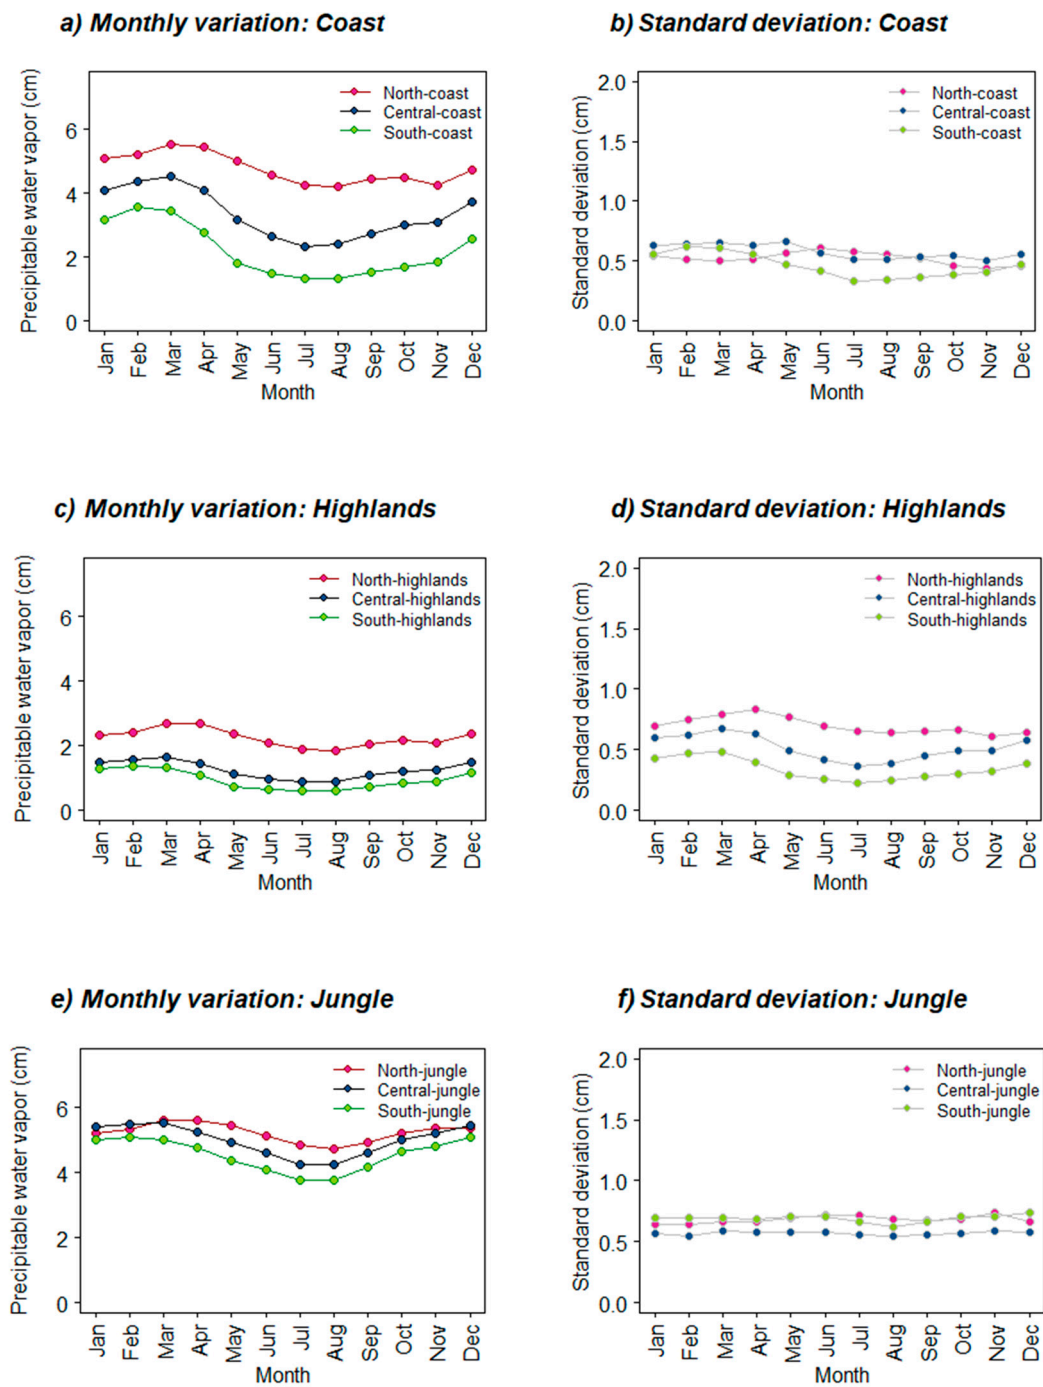 a) Monthly variation: Coast
Precipitable water vapor (cm)
6
4
2
0
North-coast
Central-coast
South-coast
Jan Feb Mar Apr May Jun Jul Aug Sep Oct Nov Dec
Month
b) Standard deviation: Coast
Standard deviation (cm)
2.0
1.5
1.0
0.5
0.0
North-coast
Central-coast
South-coast
Jan Feb Mar Apr May Jun Jul Aug Sep Oct Nov Dec
Month
c) Monthly variation: Highlands
Precipitable water vapor (cm)
6
4
2
0
North-highlands
Central-highlands
South-highlands
Jan Feb Mar Apr May Jun Jul Aug Sep Oct Nov Dec
Month
d) Standard deviation: Highlands
Standard deviation (cm)
2.0
1.5
1.0
0.5
0.0
North-highlands
Central-highlands
South-highlands
Jan Feb Mar Apr May Jun Jul Aug Sep Oct Nov Dec
Month
e) Monthly variation: Jungle
Precipitable water vapor (cm)
6
4
2
0
North-jungle
Central-jungle
South-jungle
Jan Feb Mar Apr May Jun Jul Aug Sep Oct Nov Dec
Month
f) Standard deviation: Jungle
Standard deviation (cm)
2.0
1.5
1.0
0.5
0.0
North-jungle
Central-jungle
South-jungle
Jan Feb Mar Apr May Jun Jul Aug Sep Oct Nov Dec
Month